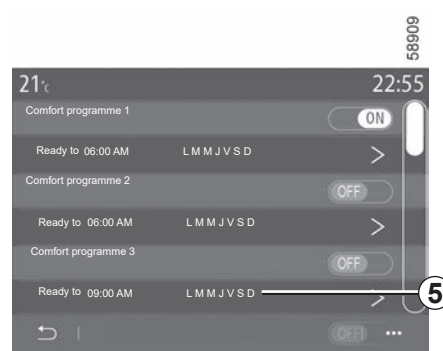 58909
21°c 22:55
Comfort programme 1
ON
Ready to 06:00 AM L M M J V S D
Comfort programme 2
OFF
Ready to 06:00 AM L M M J V S D
Comfort programme 3
OFF
Ready to 09:00 AM L M M J V S D
5
OFF